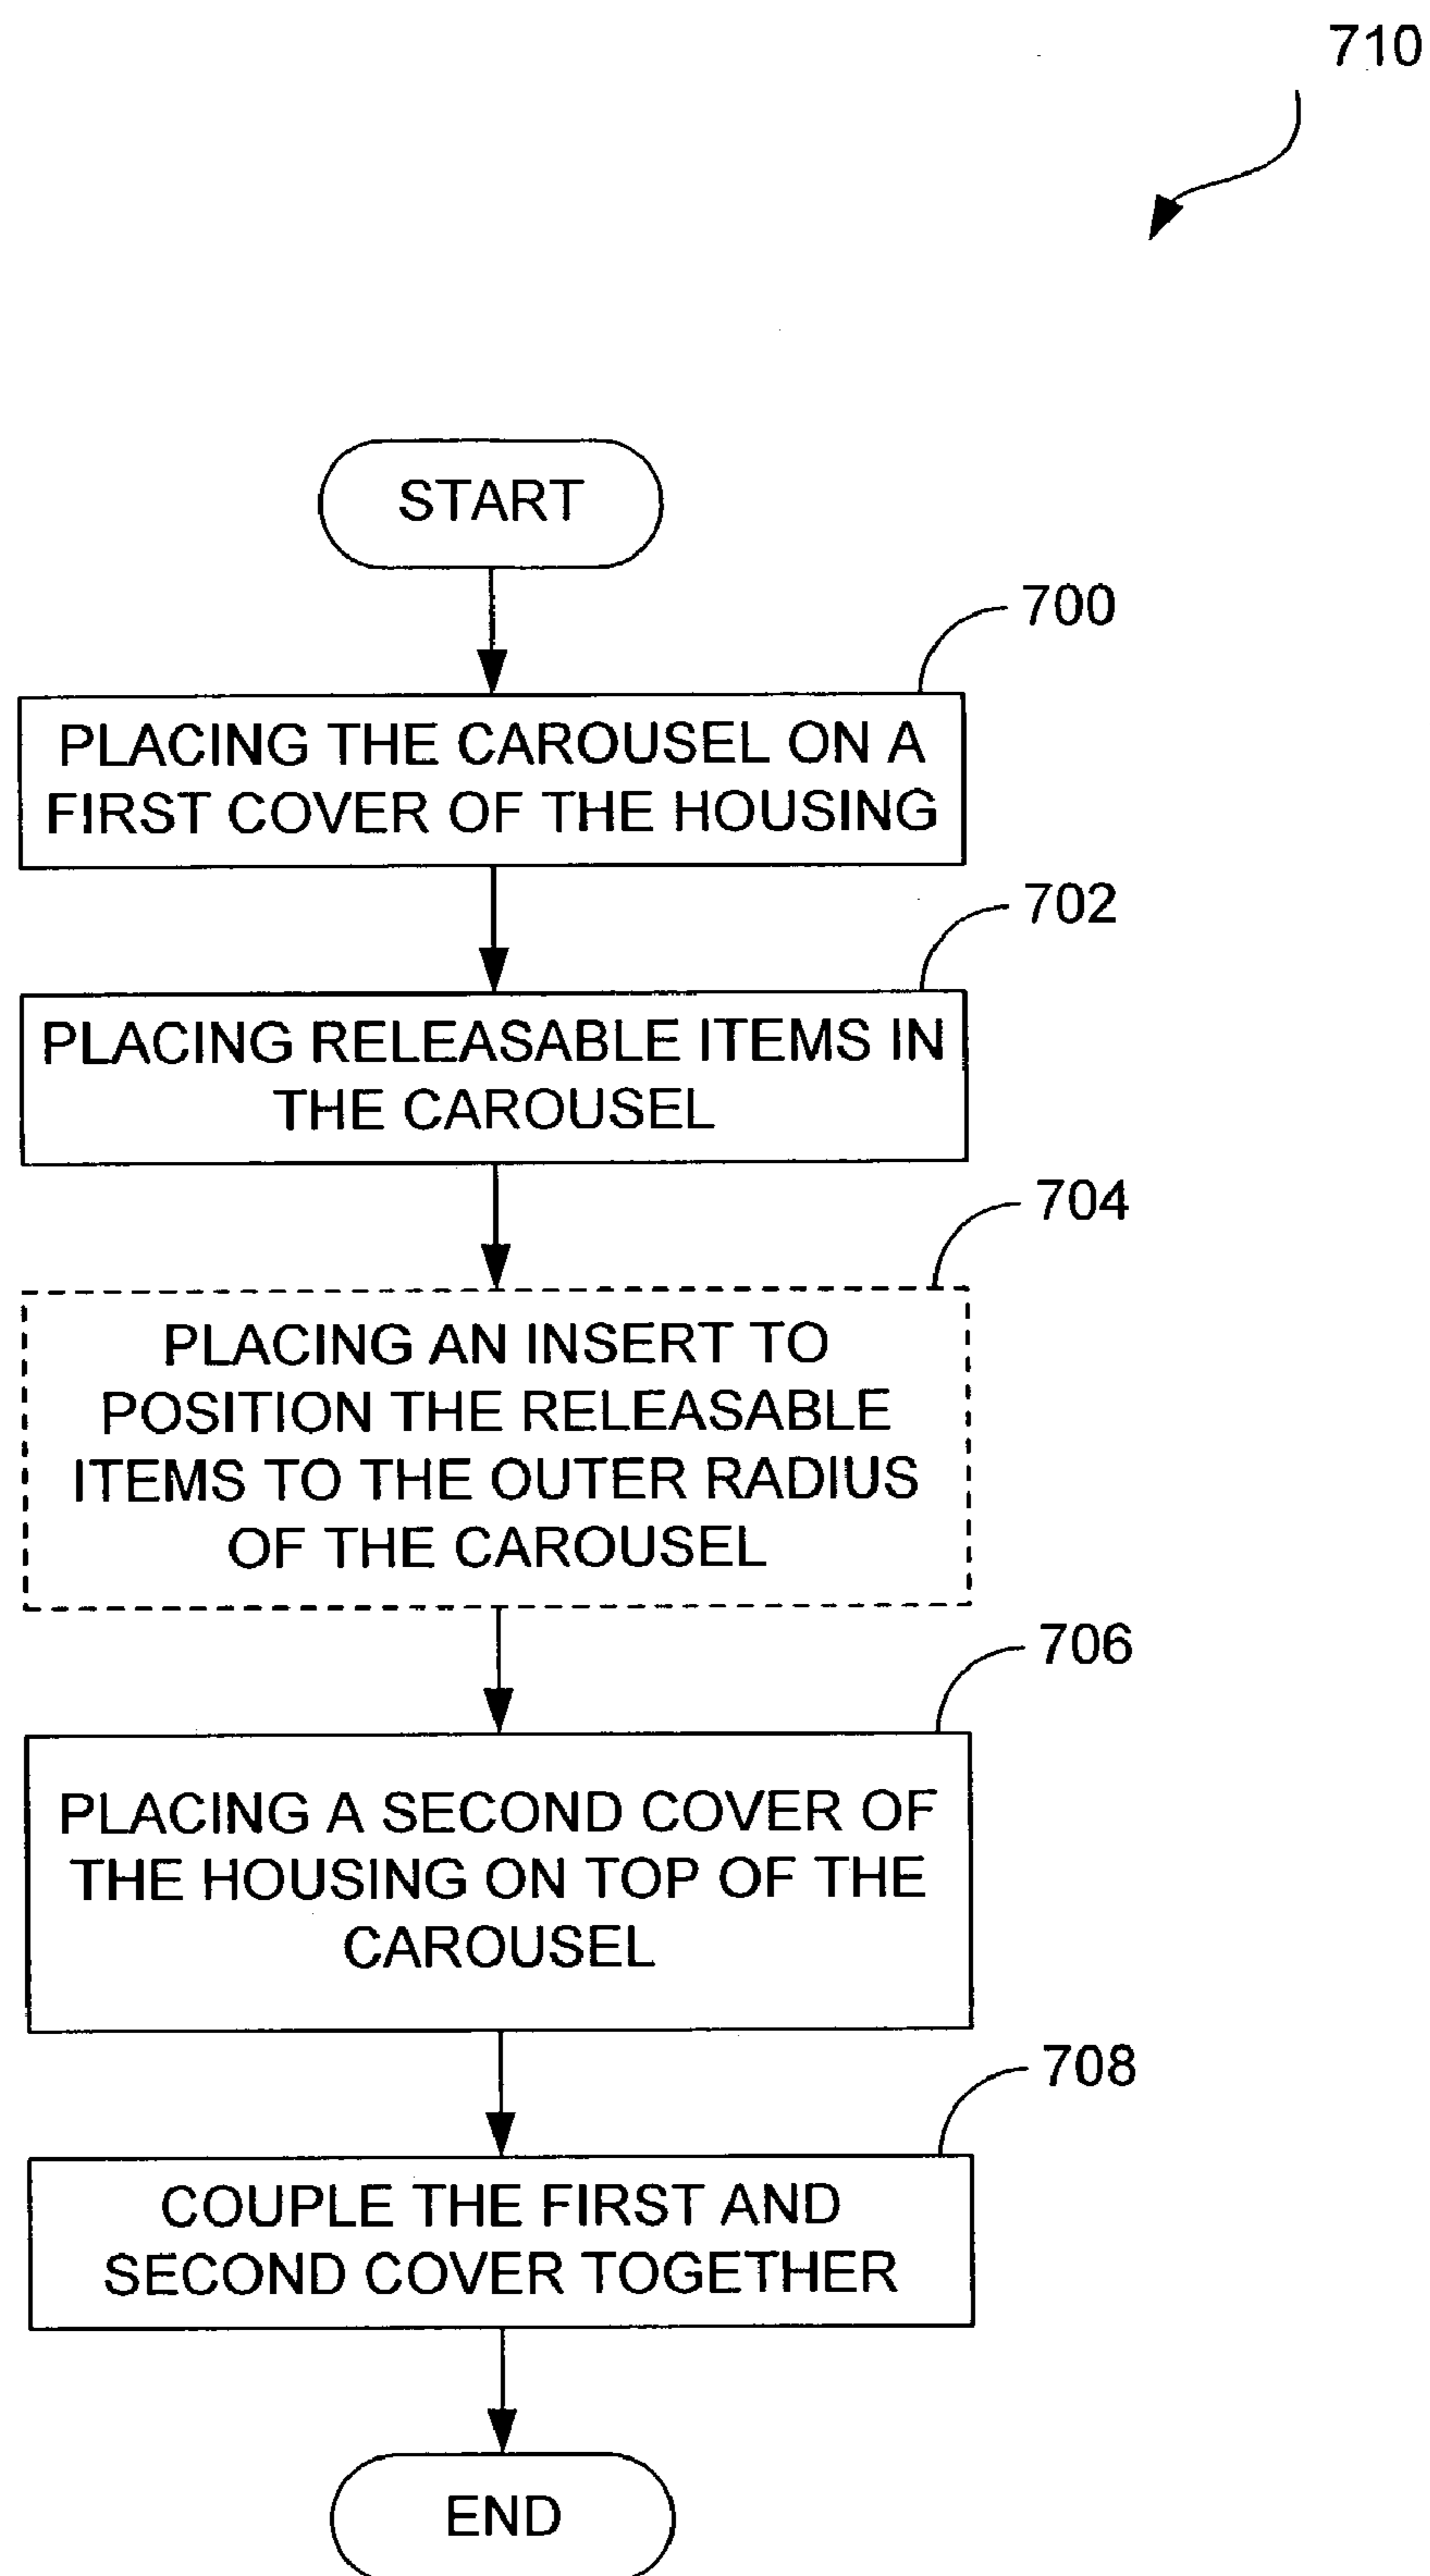 710
START
700
PLACING THE CAROUSEL ON A
FIRST COVER OF THE HOUSING
702
PLACING RELEASABLE ITEMS IN
THE CAROUSEL
704
PLACING AN INSERT TO
POSITION THE RELEASABLE
ITEMS TO THE OUTER RADIUS
OF THE CAROUSEL
706
PLACING A SECOND COVER OF
THE HOUSING ON TOP OF THE
CAROUSEL
708
COUPLE THE FIRST AND
SECOND COVER TOGETHER
END